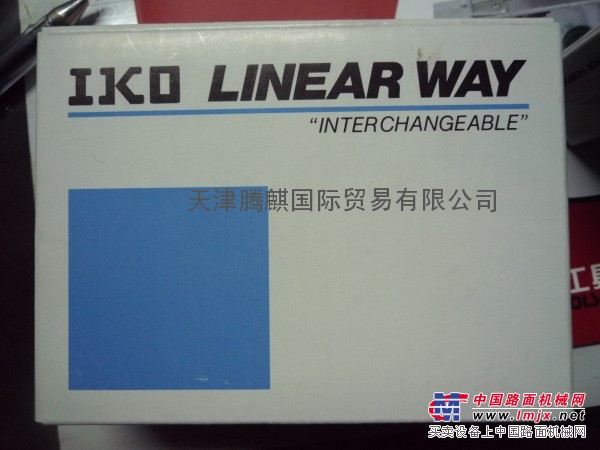 IKO LINEAR WAY
“INTERCHANGEABLE”
天津腾麒国际贸易有限公司
工具
中国路面机械网
www.lmjx.net
买卖设备上中国路面机械网